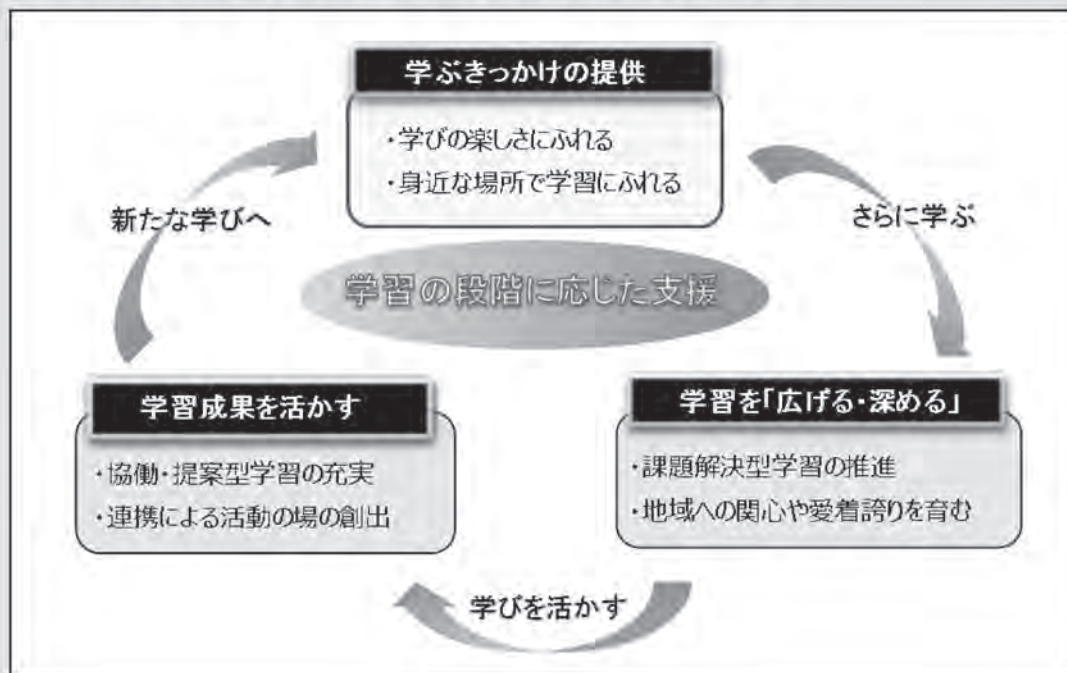 学ぶきっかけの提供
・学びの楽しさにふれる
・身近な場所で学習にふれる
新たな学びへ
さらに学ぶ
学習の段階に応じた支援
学習成果を活かす
・協働・提案型学習の充実
・連携による活動の場の創出
学習を「広げる・深める」
・課題解決型学習の推進
・地域への関心や愛着誇りを育む
学びを活かす